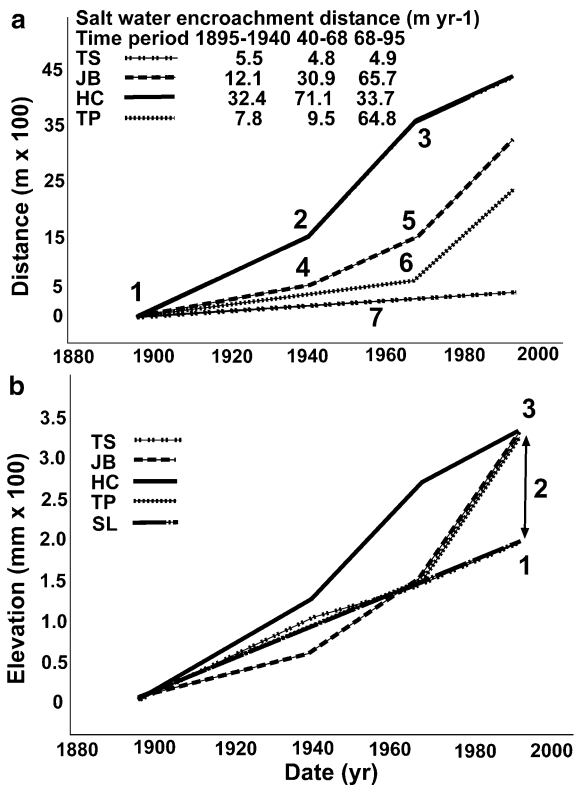 a
Salt water encroachment distance (m yr-1)
Time period 1895-1940 40-68 68-95
TS 5.5 4.8 4.9
JB 12.1 30.9 65.7
HC 32.4 71.1 33.7
TP 7.8 9.5 64.8
Distance (m x 100)
45
35
25
15
5
0
1
2
3
4
5
6
7
1880 1900 1920 1940 1960 1980 2000
b
TS
JB
HC
TP
SL
Elevation (mm x 100)
3.5
3.0
2.5
2.0
1.5
1.0
0.5
0
3
2
1
1880 1900 1920 1940 1960 1980 2000
Date (yr)